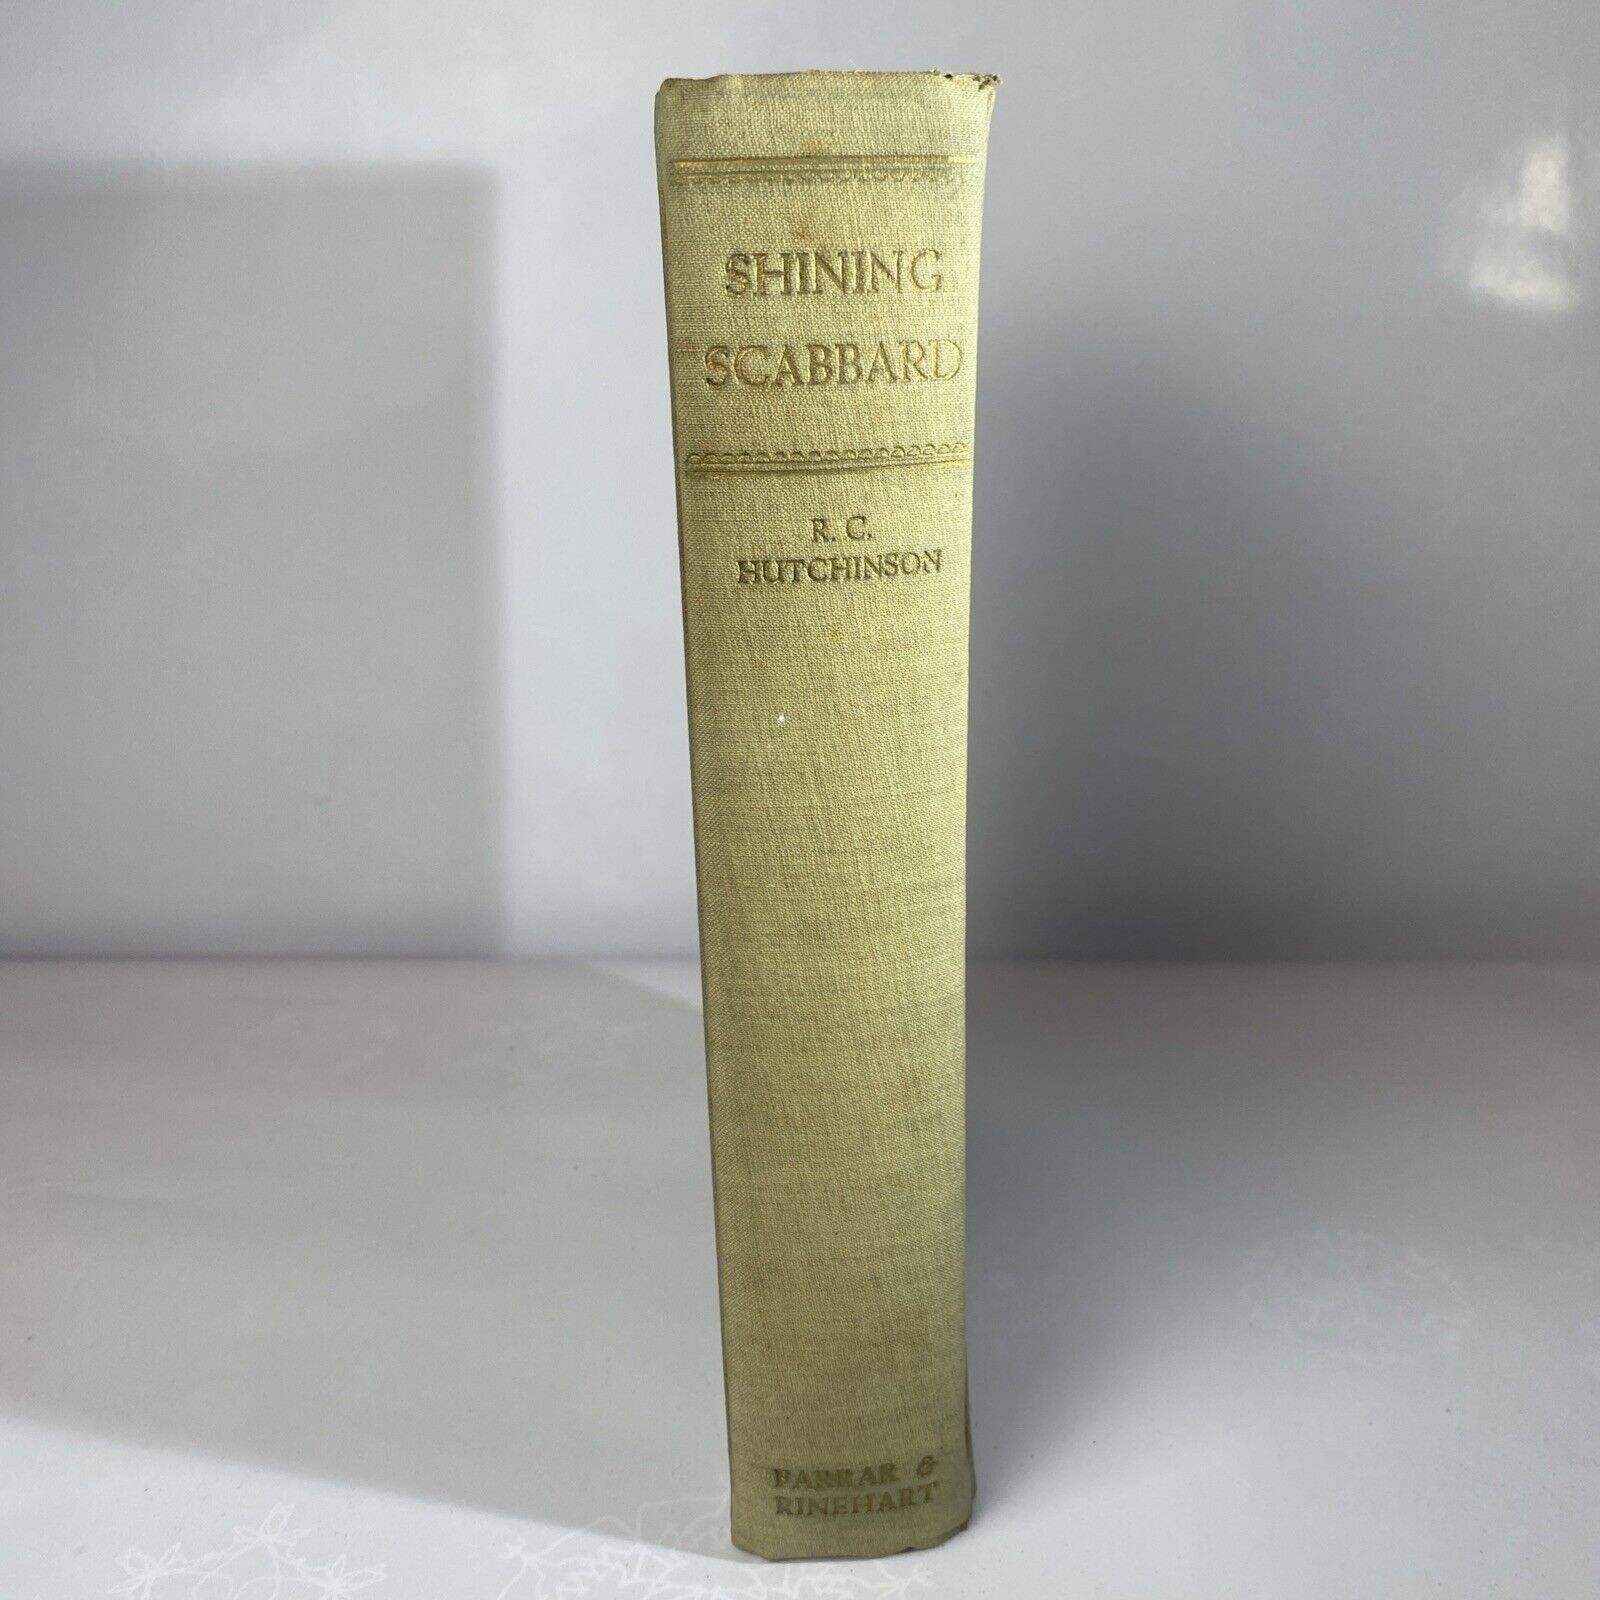 SHINING
SCABBARD
R. C.
HUTCHINSON
FARRAR &
RINEHART